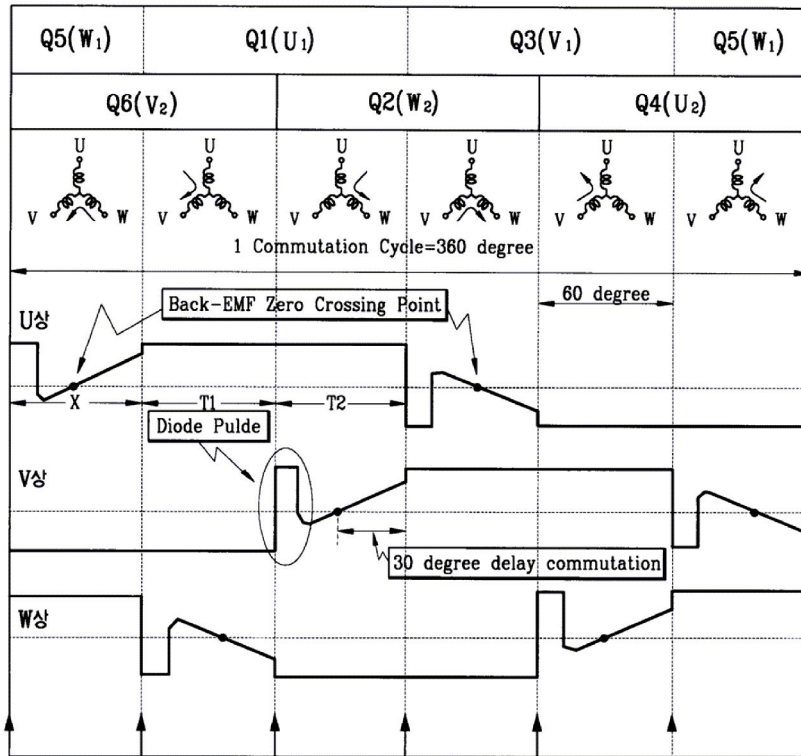 Q5(W₁) Q1(U₁) Q3(V₁) Q5(W₁)
Q6(V₂) Q2(W₂) Q4(U₂)
U U U U U U
V W V W V W V W V W V W
1 Commutation Cycle=360 degree
Back-EMF Zero Crossing Point
60 degree
U상
X T1 T2
Diode Pulde
V상
30 degree delay commutation
W상